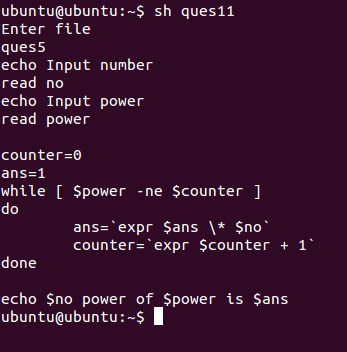 ubuntu@ubuntu:~$ sh ques11
Enter file
ques5
echo Input number
read no
echo Input power
read power

counter=0
ans=1
while [ $power -ne $counter ]
do
        ans=`expr $ans \* $no`
        counter=`expr $counter + 1`
done

echo $no power of $power is $ans
ubuntu@ubuntu:~$